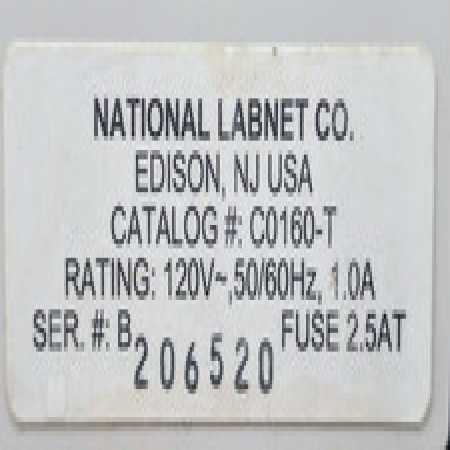 NATIONAL LABNET CO.
EDISON, NJ USA
CATALOG #: C0160-T
RATING: 120V~,50/60Hz, 1.0A
SER. #: B206520 FUSE 2.5AT